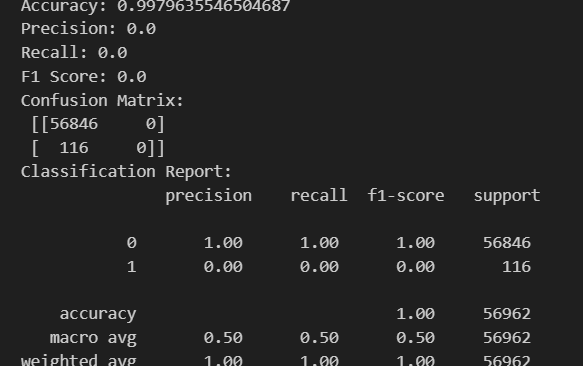 Accuracy: 0.9979635546504687
Precision: 0.0
Recall: 0.0
F1 Score: 0.0
Confusion Matrix:
[[56846 0]
[ 116 0]]
Classification Report:
precision recall f1-score support
0 1.00 1.00 1.00 56846
1 0.00 0.00 0.00 116
accuracy 1.00 56962
macro avg 0.50 0.50 0.50 56962
weighted avg 1.00 1.00 1.00 56962